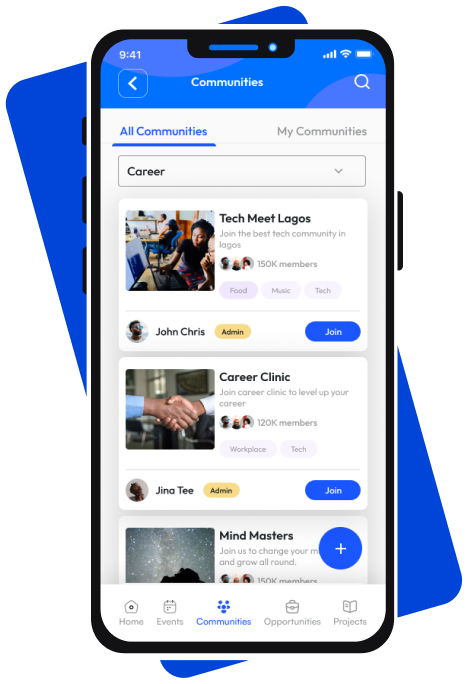 9:41
Communities
All Communities
My Communities
Career
Tech Meet Lagos
Join the best tech community in
lagos
150K members
Food
Music
Tech
John Chris
Admin
Join
Career Clinic
Join career clinic to level up your
career
120K members
Workplace
Tech
Jina Tee
Admin
Join
Mind Masters
Join us to change your m
and grow all round.
150K members
+
Home
Events
Communities
Opportunities
Projects